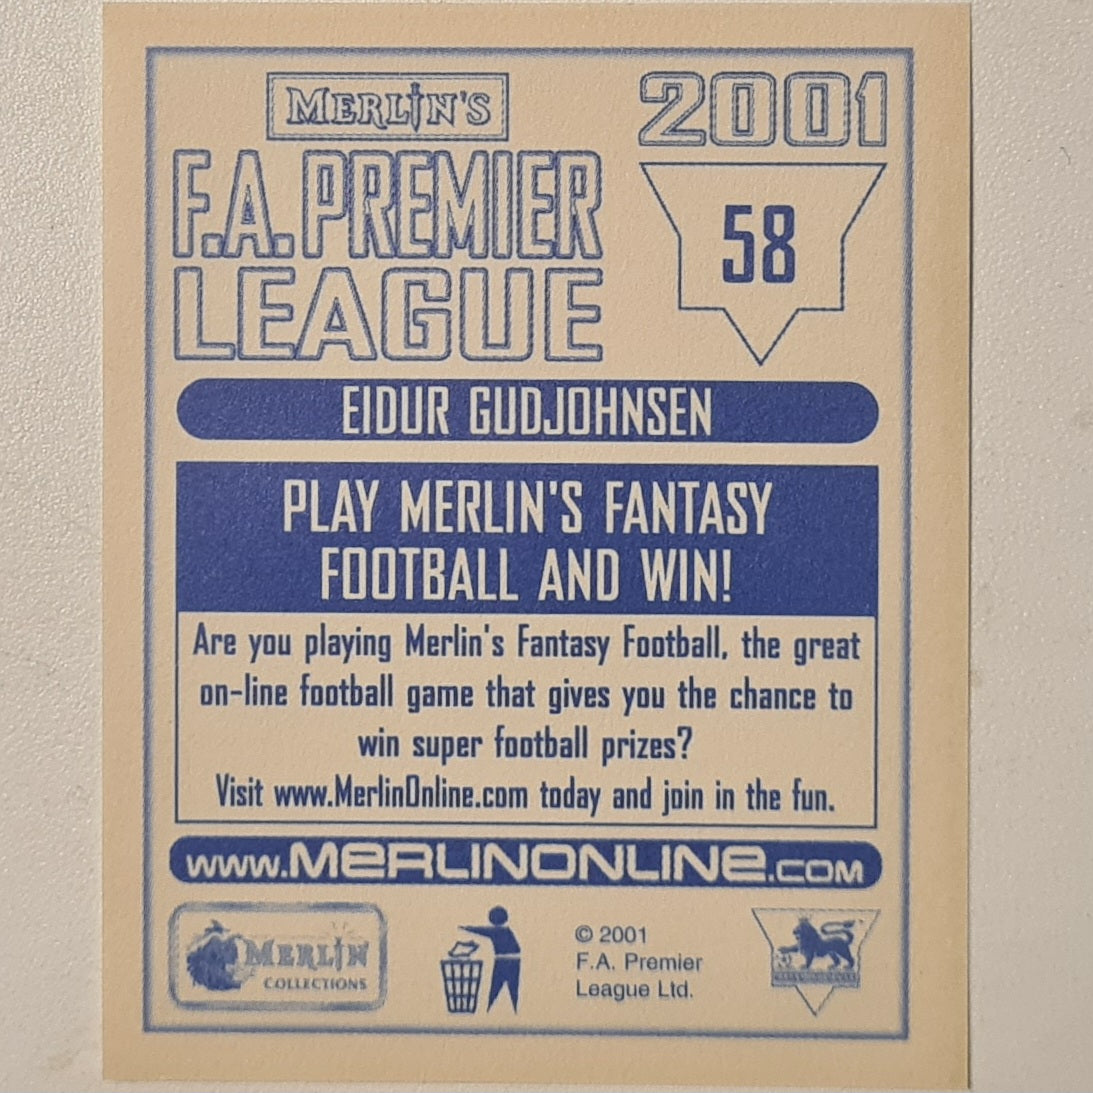 MERLIN'S
2001
F.A. PREMIER
LEAGUE
58
EIDUR GUDJOHNSEN
PLAY MERLIN'S FANTASY
FOOTBALL AND WIN!
Are you playing Merlin's Fantasy Football, the great
on-line football game that gives you the chance to
win super football prizes?
Visit www.MerlinOnline.com today and join in the fun.
www.MERLINONLINE.COM
MERLIN
COLLECTIONS
© 2001
F.A. Premier
League Ltd.